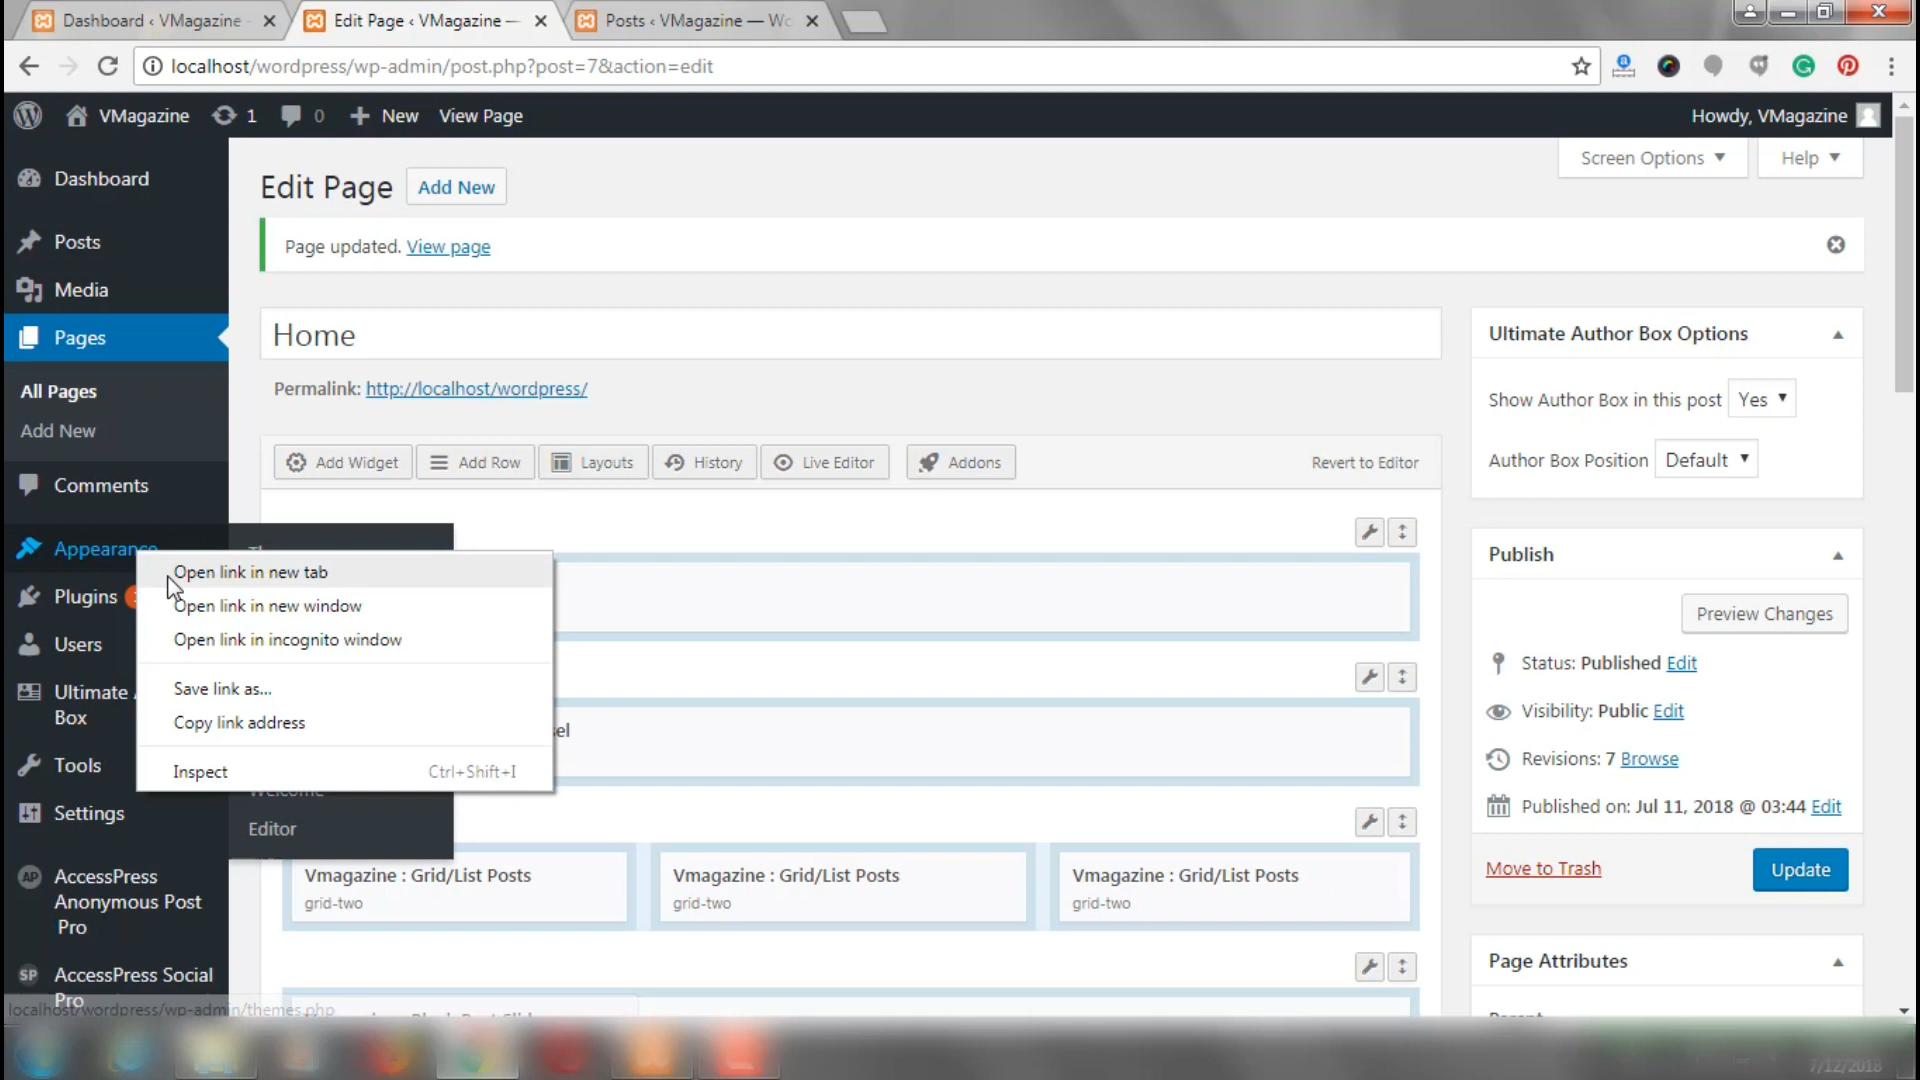 Dashboard ‹ VMagazine -
Edit Page ‹ VMagazine —
Posts ‹ VMagazine — Wo
localhost/wordpress/wp-admin/post.php?post=7&action=edit
VMagazine
1
0
New
View Page
Howdy, VMagazine
Dashboard
Posts
Media
Pages
All Pages
Add New
Comments
Appearance
Plugins
Users
Ultimate
Box
Tools
Settings
AccessPress
Anonymous Post
Pro
AccessPress Social
Pro
Screen Options
Help
Edit Page
Add New
Page updated. View page
Home
Permalink: http://localhost/wordpress/
Add Widget
Add Row
Layouts
History
Live Editor
Addons
Revert to Editor
Open link in new tab
Open link in new window
Open link in incognito window
Save link as...
Copy link address
Inspect
Ctrl+Shift+I
Welcome
Editor
Vmagazine : Grid/List Posts
grid-two
Vmagazine : Grid/List Posts
grid-two
Vmagazine : Grid/List Posts
grid-two
Ultimate Author Box Options
Show Author Box in this post
Yes
Author Box Position
Default
Publish
Preview Changes
Status: Published Edit
Visibility: Public Edit
Revisions: 7 Browse
Published on: Jul 11, 2018 @ 03:44 Edit
Move to Trash
Update
Page Attributes
AP
SP
localhost/wordpress/wp-admin/themes.php
7/12/2018